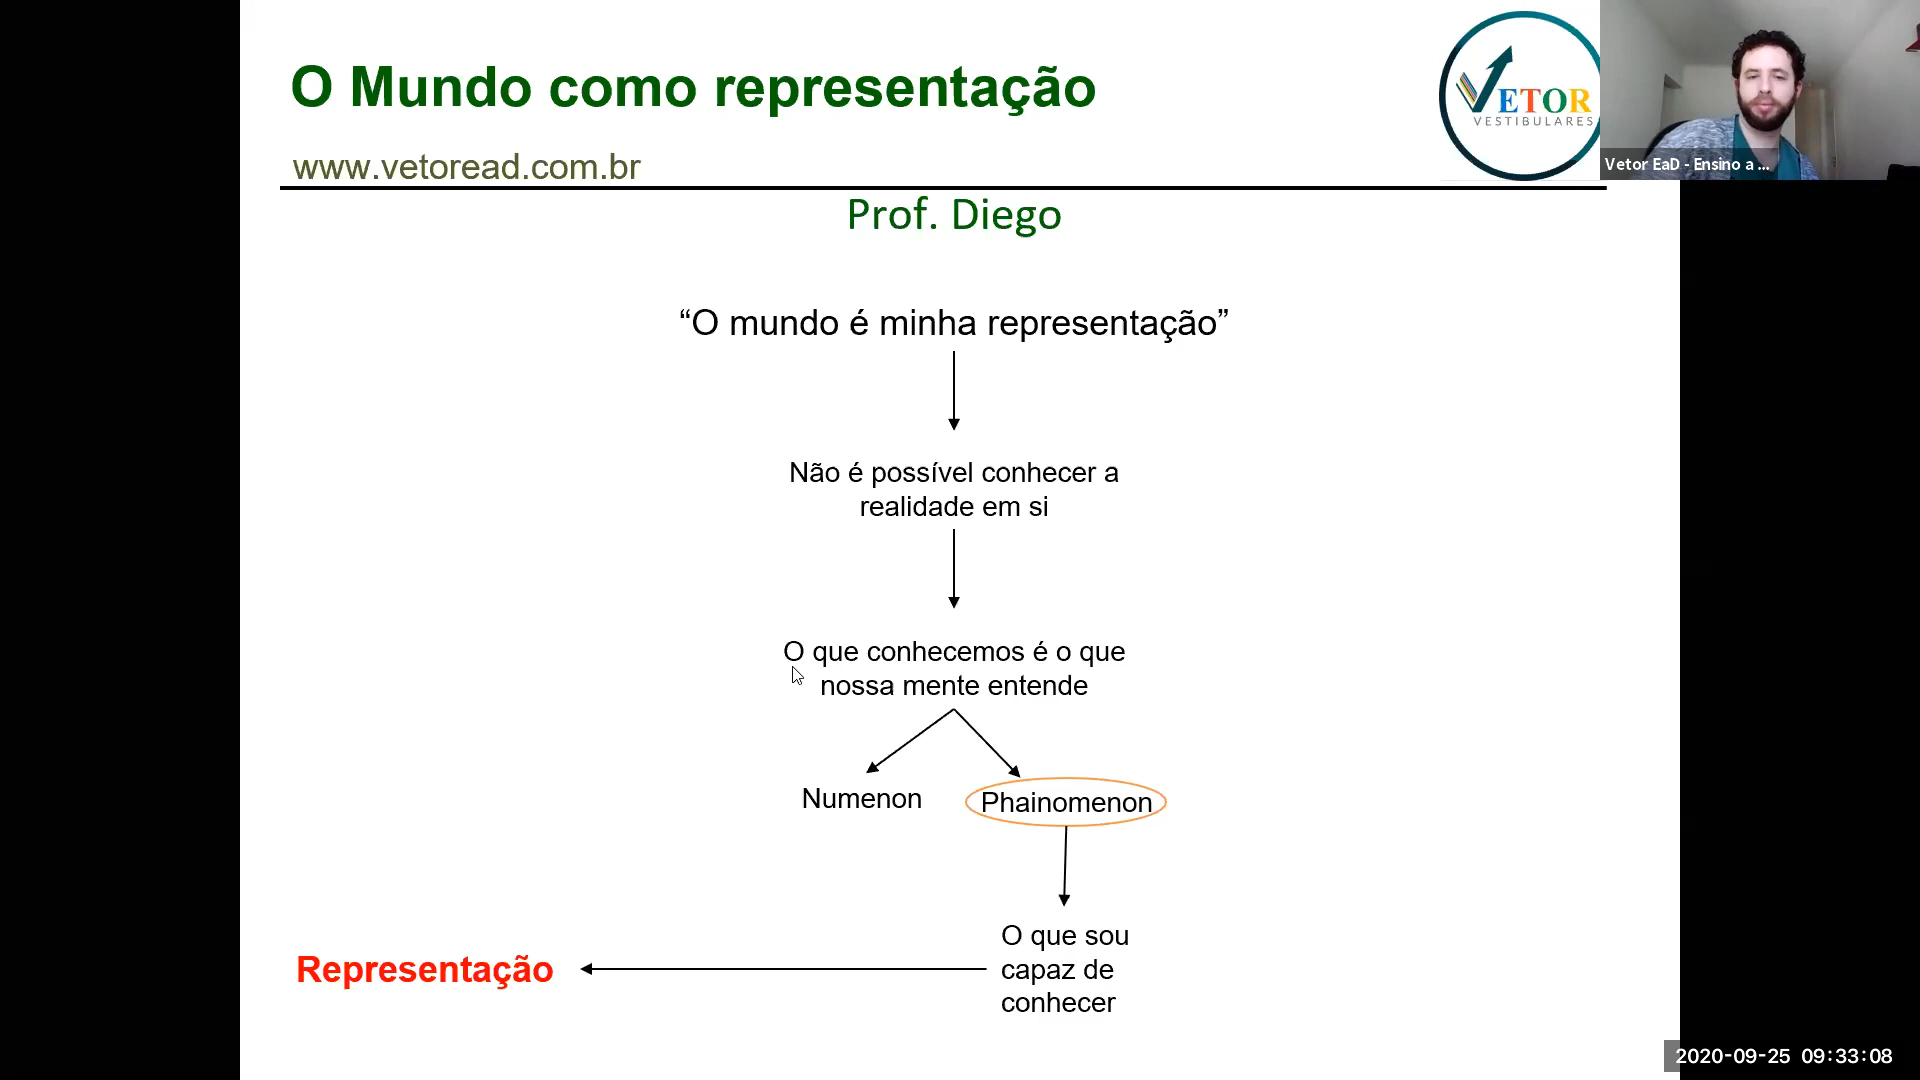 O Mundo como representação
VETOR
VESTIBULARES
www.vetoread.com.br
Vetor EaD - Ensino a ...
Prof. Diego
“O mundo é minha representação”
Não é possível conhecer a
realidade em si
O que conhecemos é o que
nossa mente entende
Numenon
Phainomenon
O que sou
capaz de
conhecer
Representação
2020-09-25 09:33:08